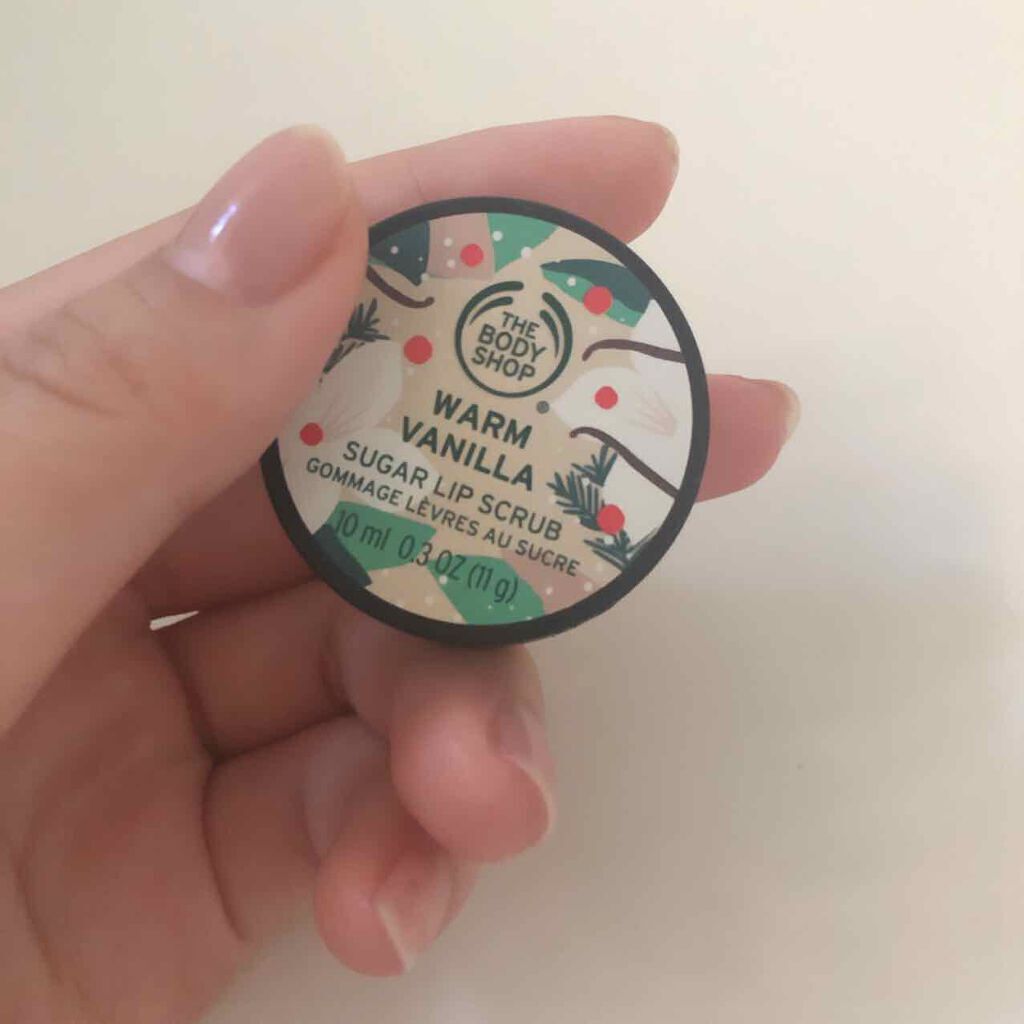 THE
BODY
SHOP
WARM
VANILLA
SUGAR LIP SCRUB
GOMMAGE LÈVRES AU SUCRE
10 ml 0.3 OZ (11 g)